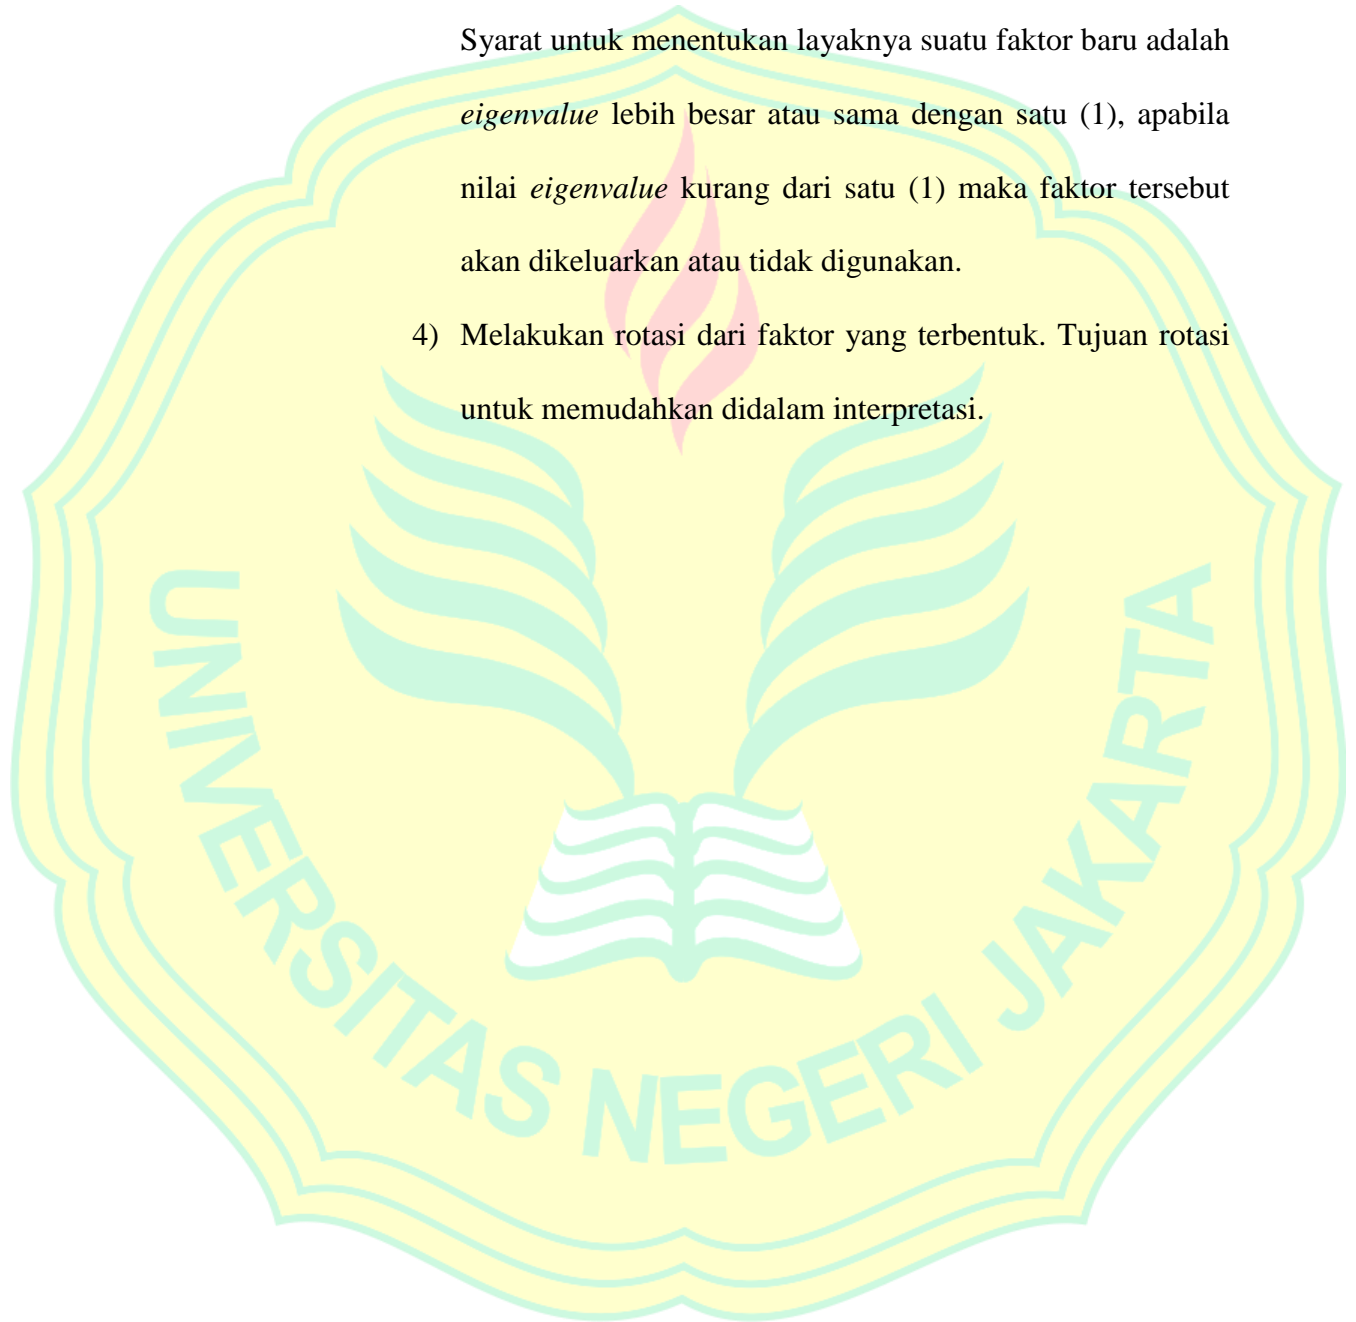 Syarat untuk menentukan layaknya suatu faktor baru adalah
eigenvalue lebih besar atau sama dengan satu (1), apabila
nilai eigenvalue kurang dari satu (1) maka faktor tersebut
akan dikeluarkan atau tidak digunakan.
4) Melakukan rotasi dari faktor yang terbentuk. Tujuan rotasi
untuk memudahkan didalam interpretasi.
UNIVERSITAS NEGERI JAKARTA